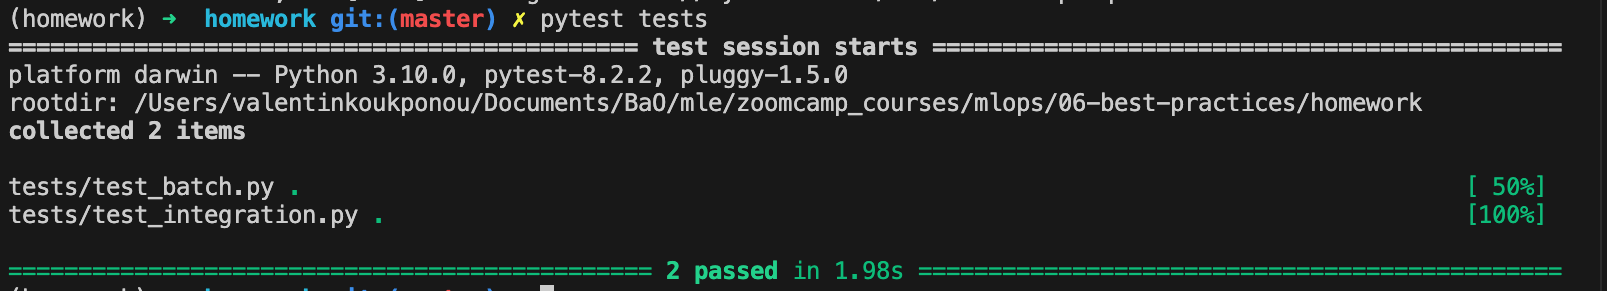 (homework) ➜  homework git:(master) ✗ pytest tests
============================================= test session starts =============================================
platform darwin -- Python 3.10.0, pytest-8.2.2, pluggy-1.5.0
rootdir: /Users/valentinkoukponou/Documents/BaO/mle/zoomcamp_courses/mlops/06-best-practices/homework
collected 2 items
tests/test_batch.py . [ 50%]
tests/test_integration.py . [100%]
============================================== 2 passed in 1.98s ==============================================